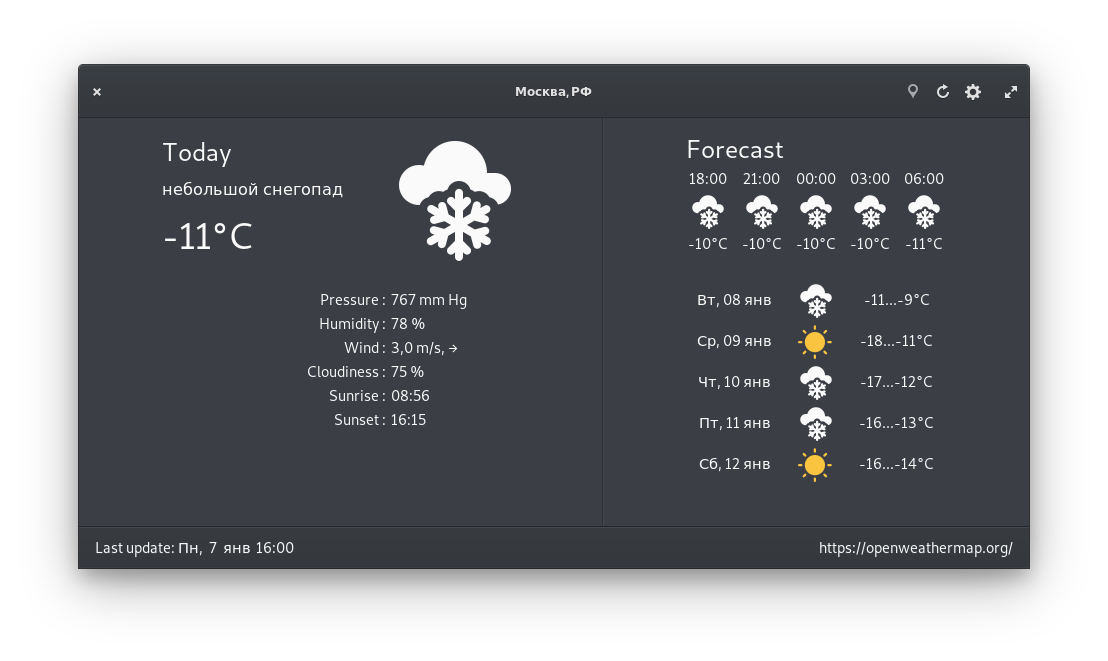 Москва, РФ
Today
небольшой снегопад
-11°C
Pressure : 767 mm Hg
Humidity : 78 %
Wind : 3,0 m/s, →
Cloudiness : 75 %
Sunrise : 08:56
Sunset : 16:15
Forecast
18:00 21:00 00:00 03:00 06:00
-10°C -10°C -10°C -10°C -11°C
Вт, 08 янв -11...-9°C
Ср, 09 янв -18...-11°C
Чт, 10 янв -17...-12°C
Пт, 11 янв -16...-13°C
Сб, 12 янв -16...-14°C
Last update: Пн, 7 янв 16:00
https://openweathermap.org/